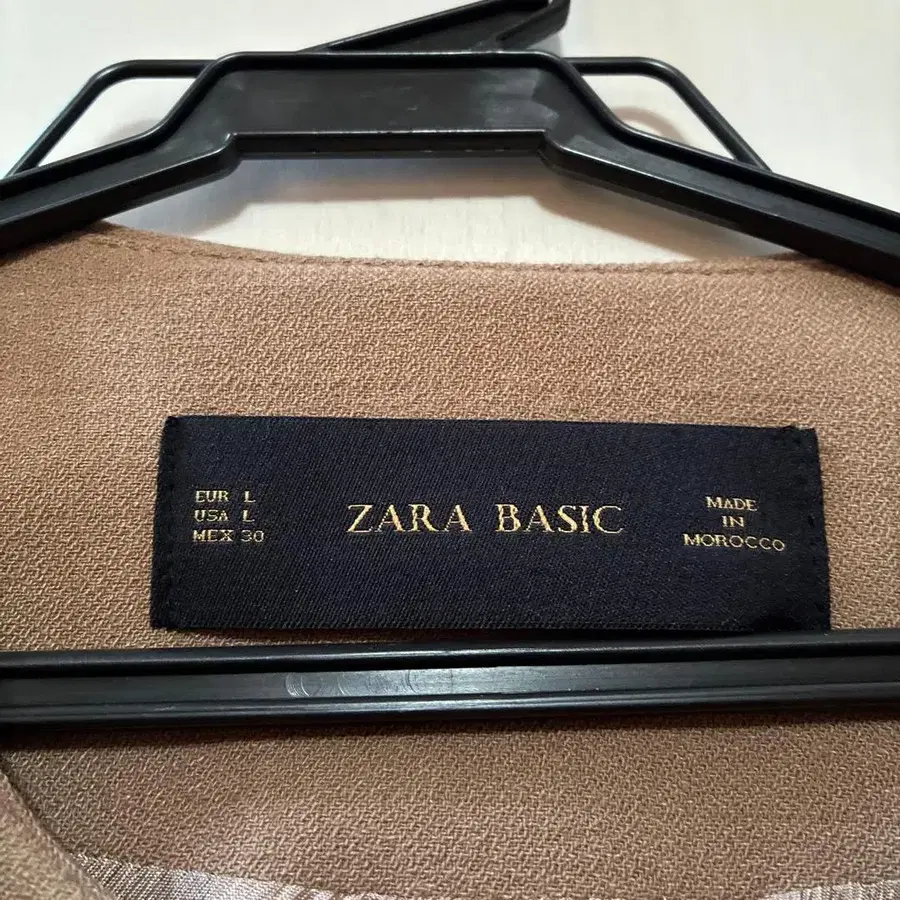 EUR L
USA L
MEX 30
ZARA BASIC
MADE
IN
MOROCCO